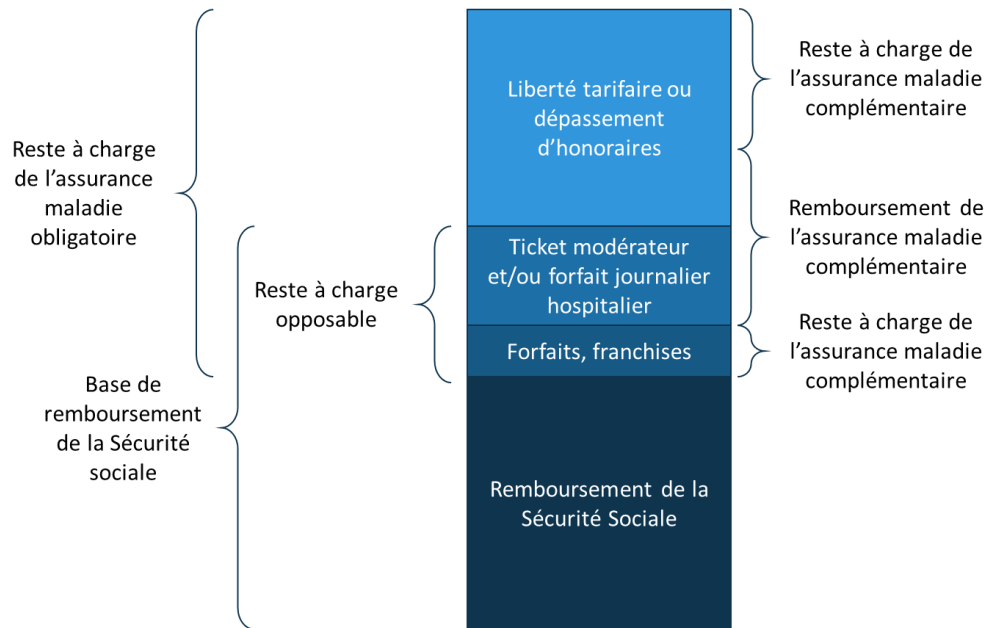 Reste à charge
de l’assurance
maladie
obligatoire
Base de
remboursement
de la Sécurité
sociale
Reste à charge
opposable
Liberté tarifaire ou
dépassement
d’honoraires
Ticket modérateur
et/ou forfait journalier
hospitalier
Forfaits, franchises
Remboursement de la
Sécurité Sociale
Reste à charge de
l’assurance maladie
complémentaire
Remboursement de
l’assurance maladie
complémentaire
Reste à charge de
l’assurance maladie
complémentaire